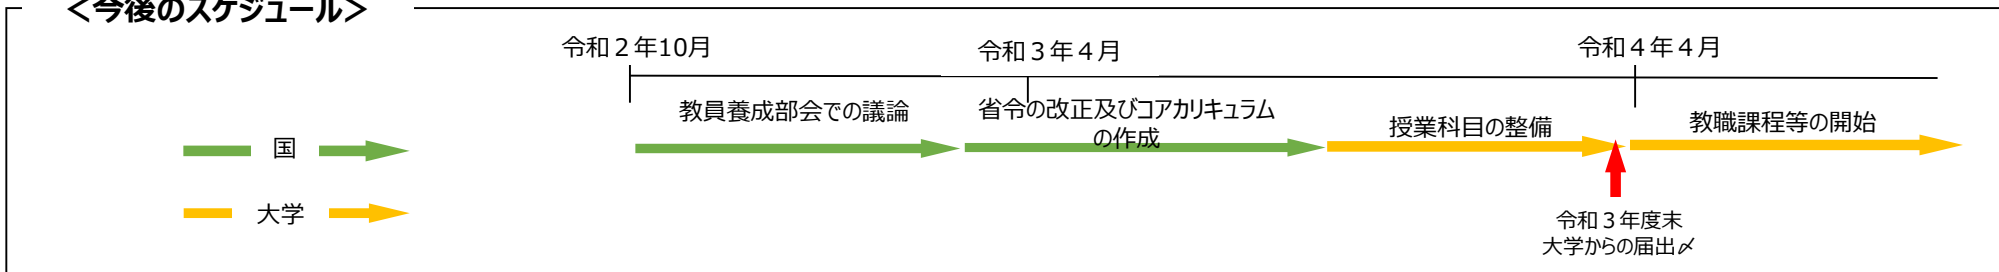 ＜今後のスケジュール＞
令和２年10月
令和３年４月
令和４年４月
教員養成部会での議論
省令の改正及びコアカリキュラム
の作成
授業科目の整備
教職課程等の開始
国
大学
令和３年度末
大学からの届出〆